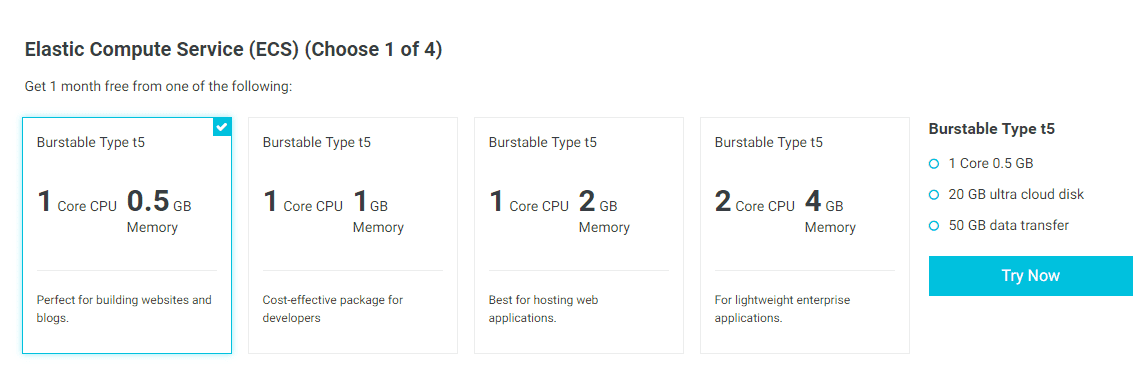 Elastic Compute Service (ECS) (Choose 1 of 4)
Get 1 month free from one of the following:
Burstable Type t5
1 Core CPU 0.5 GB
Memory
Perfect for building websites and
blogs.
Burstable Type t5
1 Core CPU 1 GB
Memory
Cost-effective package for
developers
Burstable Type t5
1 Core CPU 2 GB
Memory
Best for hosting web
applications.
Burstable Type t5
2 Core CPU 4 GB
Memory
For lightweight enterprise
applications.
Burstable Type t5
1 Core 0.5 GB
20 GB ultra cloud disk
50 GB data transfer
Try Now